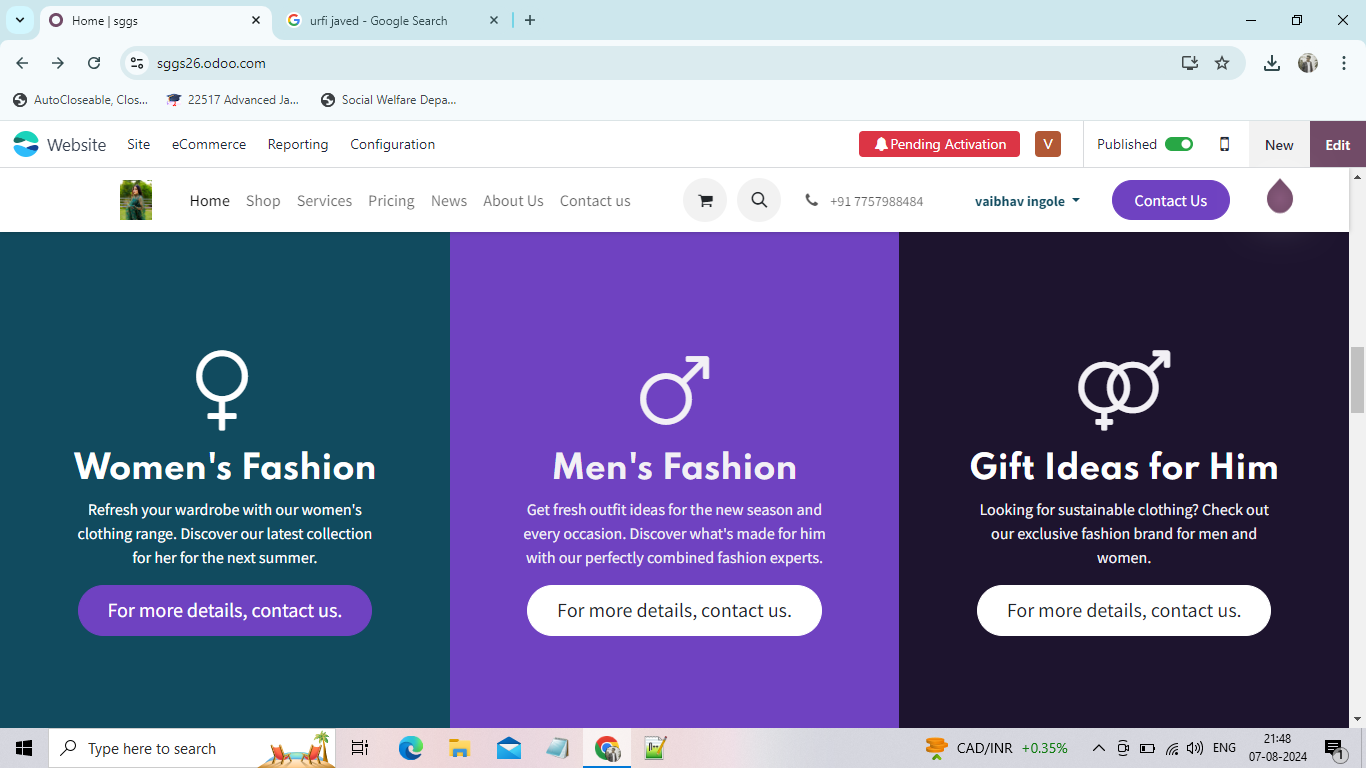 Home | sggs
urfi javed - Google Search
sggs26.odoo.com
AutoCloseable, Clos...
22517 Advanced Ja...
Social Welfare Depa...
Website Site eCommerce Reporting Configuration Pending Activation V Published New Edit
Home Shop Services Pricing News About Us Contact us +91 7757988484 vaibhav ingole Contact Us
Women's Fashion
Refresh your wardrobe with our women's
clothing range. Discover our latest collection
for her for the next summer.
For more details, contact us.
Men's Fashion
Get fresh outfit ideas for the new season and
every occasion. Discover what's made for him
with our perfectly combined fashion experts.
For more details, contact us.
Gift Ideas for Him
Looking for sustainable clothing? Check out
our exclusive fashion brand for men and
women.
For more details, contact us.
Type here to search
CAD/INR +0.35%
ENG
21:48
07-08-2024
1